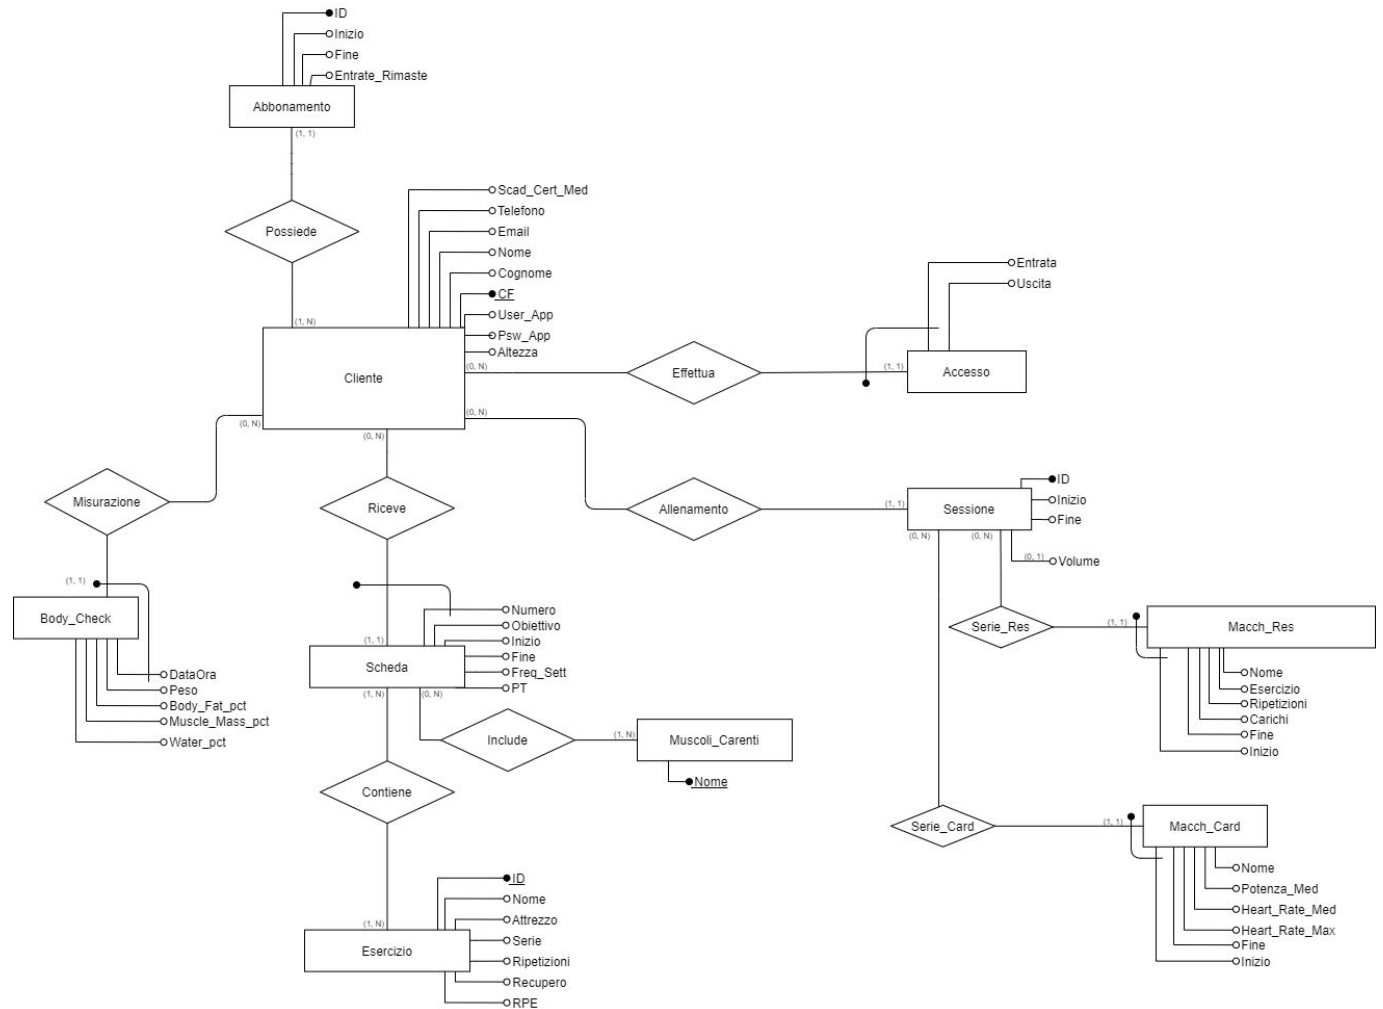 ID
Inizio
Fine
Entrate_Rimaste
Abbonamento
(1, 1)
Possiede
(1, N)
Scad_Cert_Med
Telefono
Email
Nome
Cognome
CF
User_App
Psw_App
Altezza
Cliente
(0, N)
Effettua
(1, 1)
Accesso
Entrata
Uscita
(0, N)
(0, N)
(0, N)
Misurazione
Riceve
Allenamento
(1, 1)
Sessione
ID
Inizio
Fine
(0, N)
(0, N)
(0, 1)
Volume
(1, 1)
Body_Check
DataOra
Peso
Body_Fat_pct
Muscle_Mass_pct
Water_pct
(1, 1)
Scheda
Numero
Obiettivo
Inizio
Fine
Freq_Sett
PT
(1, N)
(0, N)
Include
(1, N)
Muscoli_Carenti
Nome
Serie_Res
(1, 1)
Macch_Res
Nome
Esercizio
Ripetizioni
Carichi
Fine
Inizio
Contiene
Serie_Card
(1, 1)
Macch_Card
Nome
Potenza_Med
Heart_Rate_Med
Heart_Rate_Max
Fine
Inizio
(1, N)
Esercizio
ID
Nome
Attrezzo
Serie
Ripetizioni
Recupero
RPE